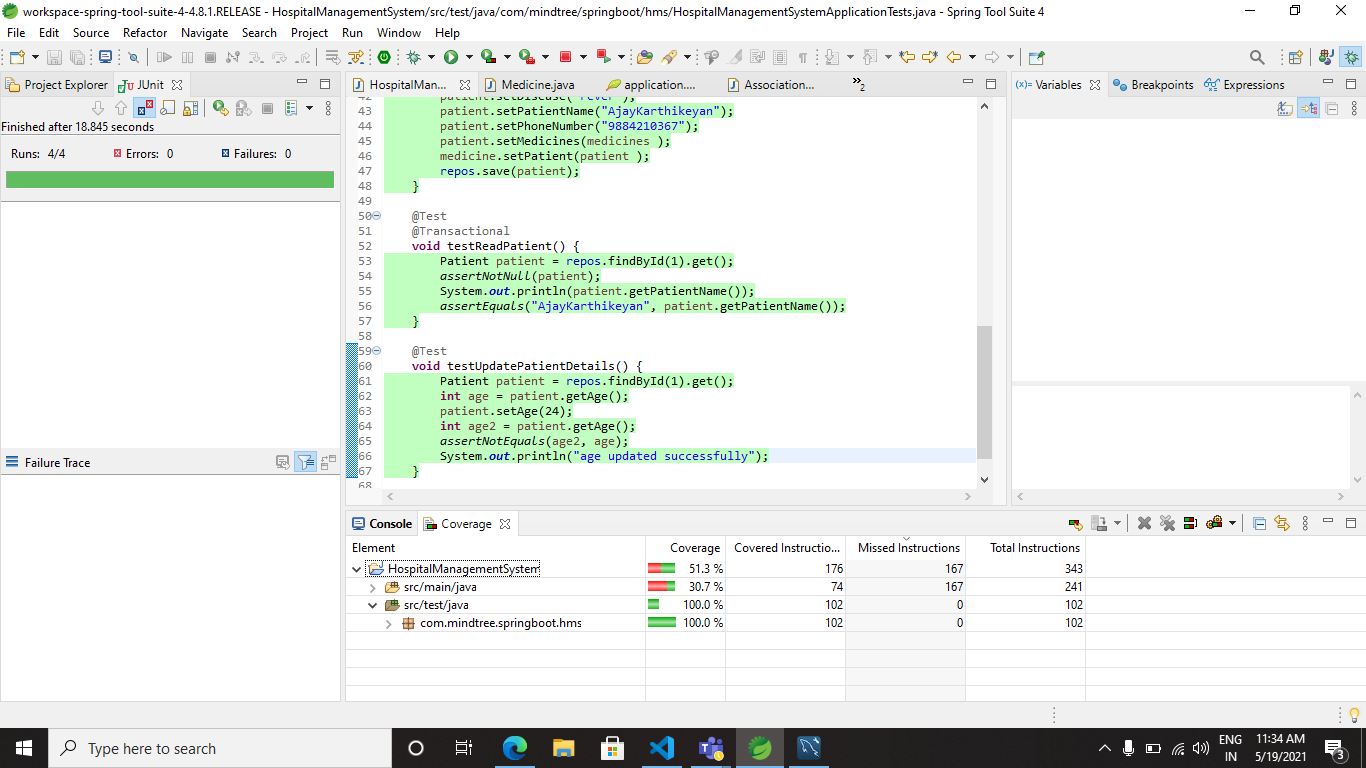 workspace-spring-tool-suite-4-4.8.1.RELEASE - HospitalManagementSystem/src/test/java/com/mindtree/springboot/hms/HospitalManagementSystemApplicationTests.java - Spring Tool Suite 4
File Edit Source Refactor Navigate Search Project Run Window Help
Project Explorer JUnit
Finished after 18.845 seconds
Runs: 4/4 Errors: 0 Failures: 0
Failure Trace
HospitalMan... Medicine.java application.... Association... »2
42 patient.setDisease("Fever");
43 patient.setPatientName("AjayKarthikeyan");
44 patient.setPhoneNumber("9884210367");
45 patient.setMedicines(medicines );
46 medicine.setPatient(patient );
47 repos.save(patient);
48 }
49
50 @Test
51 @Transactional
52 void testReadPatient() {
53 Patient patient = repos.findById(1).get();
54 assertNotNull(patient);
55 System.out.println(patient.getPatientName());
56 assertEquals("AjayKarthikeyan", patient.getPatientName());
57 }
58
59 @Test
60 void testUpdatePatientDetails() {
61 Patient patient = repos.findById(1).get();
62 int age = patient.getAge();
63 patient.setAge(24);
64 int age2 = patient.getAge();
65 assertNotEquals(age2, age);
66 System.out.println("age updated successfully");
67 }
68
(x)= Variables Breakpoints Expressions
Console Coverage
Element Coverage Covered Instructio... Missed Instructions Total Instructions
HospitalManagementSystem 51.3 % 176 167 343
src/main/java 30.7 % 74 167 241
src/test/java 100.0 % 102 0 102
com.mindtree.springboot.hms 100.0 % 102 0 102
Type here to search
ENG
IN
11:34 AM
5/19/2021
3